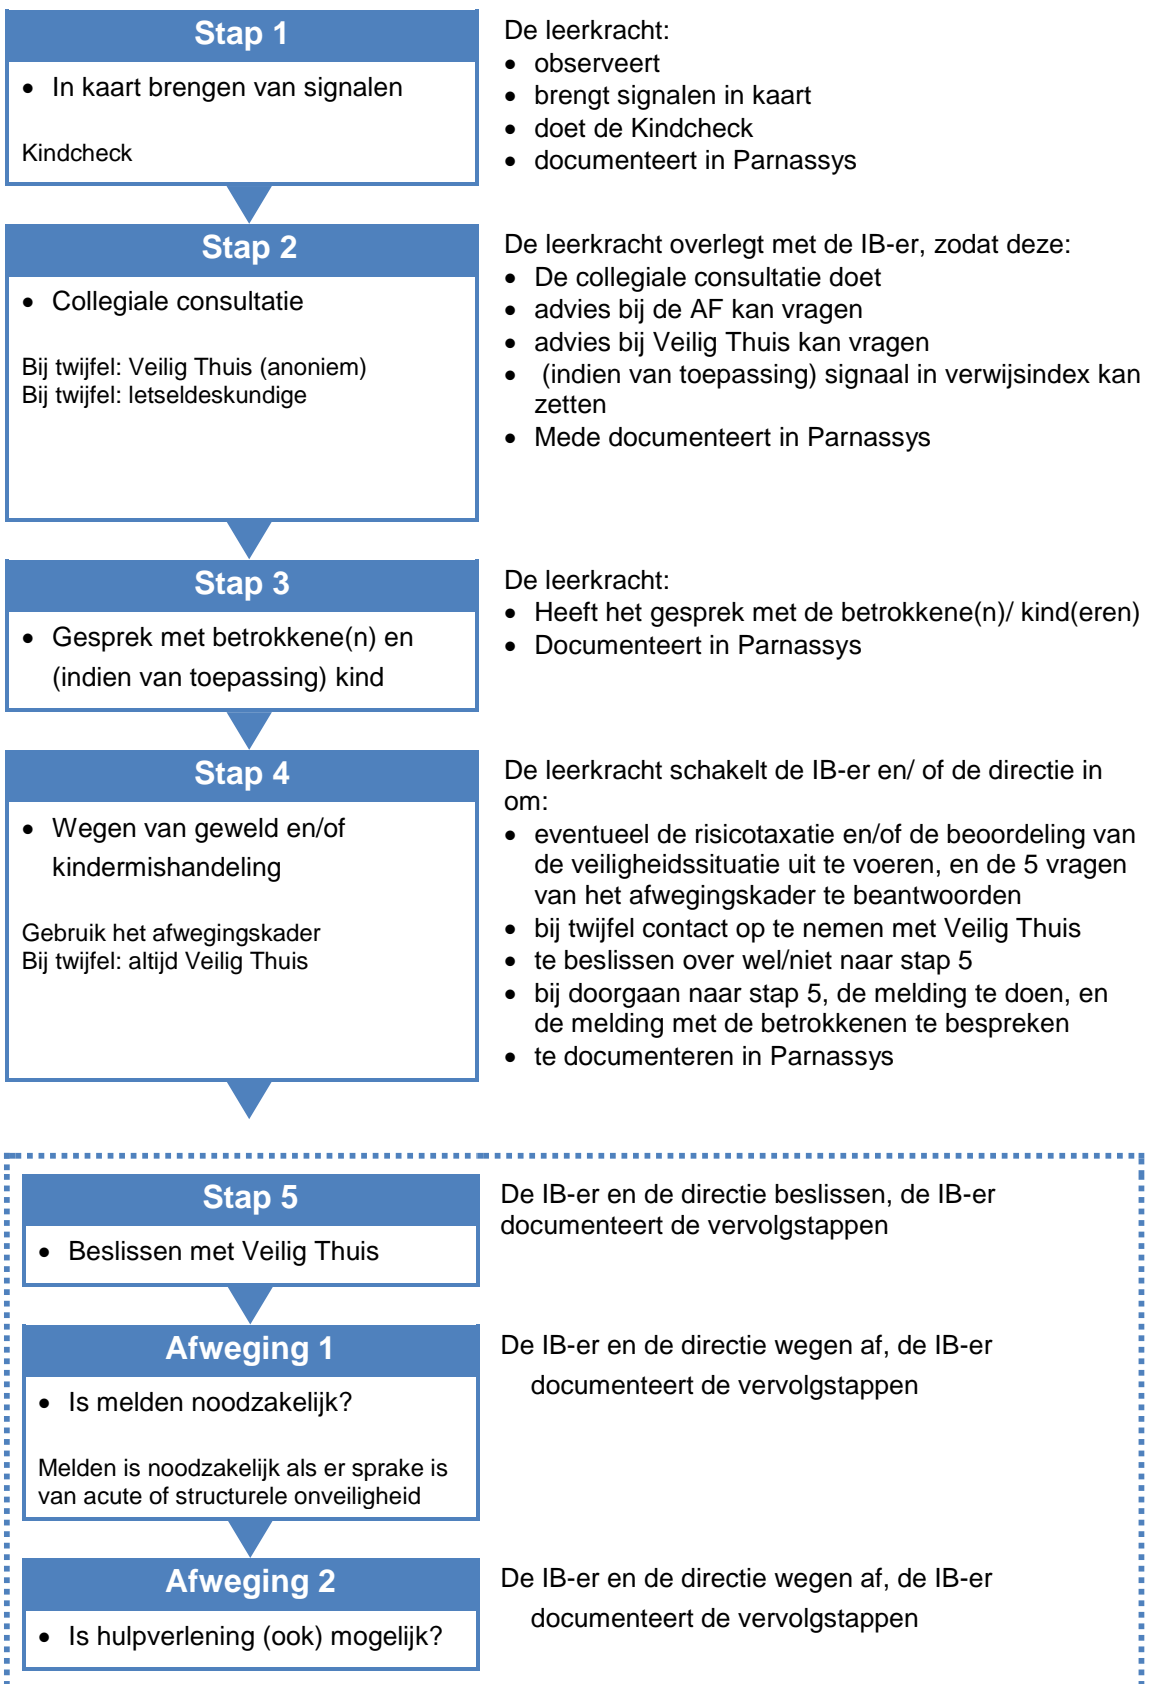 Stap 1
• In kaart brengen van signalen
Kindcheck
De leerkracht:
• observeert
• brengt signalen in kaart
• doet de Kindcheck
• documenteert in Parnassys
Stap 2
• Collegiale consultatie
Bij twijfel: Veilig Thuis (anoniem)
Bij twijfel: letseldeskundige
De leerkracht overlegt met de IB-er, zodat deze:
• De collegiale consultatie doet
• advies bij de AF kan vragen
• advies bij Veilig Thuis kan vragen
• (indien van toepassing) signaal in verwijsindex kan
zetten
• Mede documenteert in Parnassys
Stap 3
• Gesprek met betrokkene(n) en
(indien van toepassing) kind
De leerkracht:
• Heeft het gesprek met de betrokkene(n)/ kind(eren)
• Documenteert in Parnassys
Stap 4
• Wegen van geweld en/of
kindermishandeling
Gebruik het afwegingskader
Bij twijfel: altijd Veilig Thuis
De leerkracht schakelt de IB-er en/ of de directie in
om:
• eventueel de risicotaxatie en/of de beoordeling van
de veiligheidssituatie uit te voeren, en de 5 vragen
van het afwegingskader te beantwoorden
• bij twijfel contact op te nemen met Veilig Thuis
• te beslissen over wel/niet naar stap 5
• bij doorgaan naar stap 5, de melding te doen, en
de melding met de betrokkenen te bespreken
• te documenteren in Parnassys
Stap 5
• Beslissen met Veilig Thuis
De IB-er en de directie beslissen, de IB-er
documenteert de vervolgstappen
Afweging 1
• Is melden noodzakelijk?
Melden is noodzakelijk als er sprake is
van acute of structurele onveiligheid
De IB-er en de directie wegen af, de IB-er
documenteert de vervolgstappen
Afweging 2
• Is hulpverlening (ook) mogelijk?
De IB-er en de directie wegen af, de IB-er
documenteert de vervolgstappen